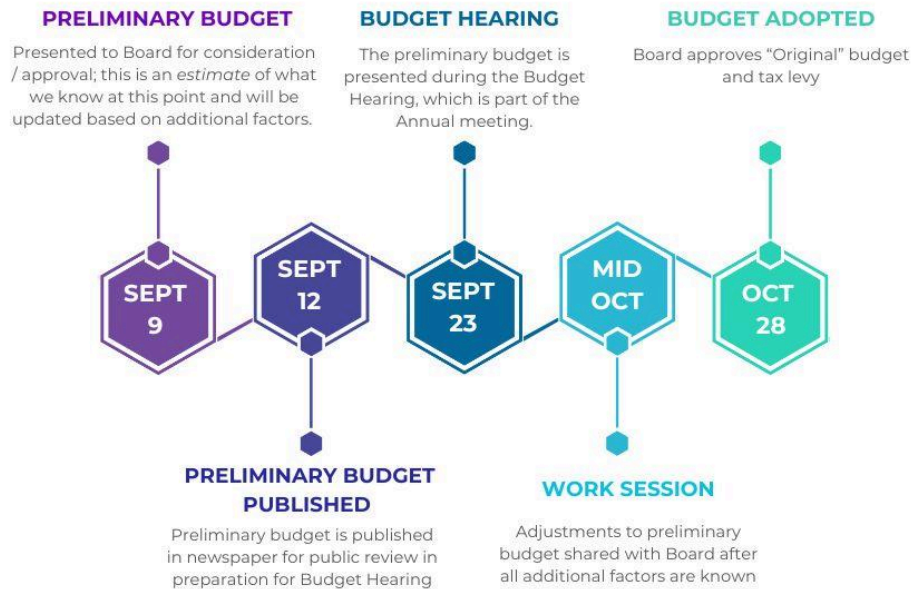 PRELIMINARY BUDGET
Presented to Board for consideration
/ approval; this is an estimate of what
we know at this point and will be
updated based on additional factors.
BUDGET HEARING
The preliminary budget is
presented during the Budget
Hearing, which is part of the
Annual meeting.
BUDGET ADOPTED
Board approves “Original” budget
and tax levy
SEPT
9
SEPT
12
SEPT
23
MID
OCT
OCT
28
PRELIMINARY BUDGET
PUBLISHED
Preliminary budget is published
in newspaper for public review in
preparation for Budget Hearing
WORK SESSION
Adjustments to preliminary
budget shared with Board after
all additional factors are known